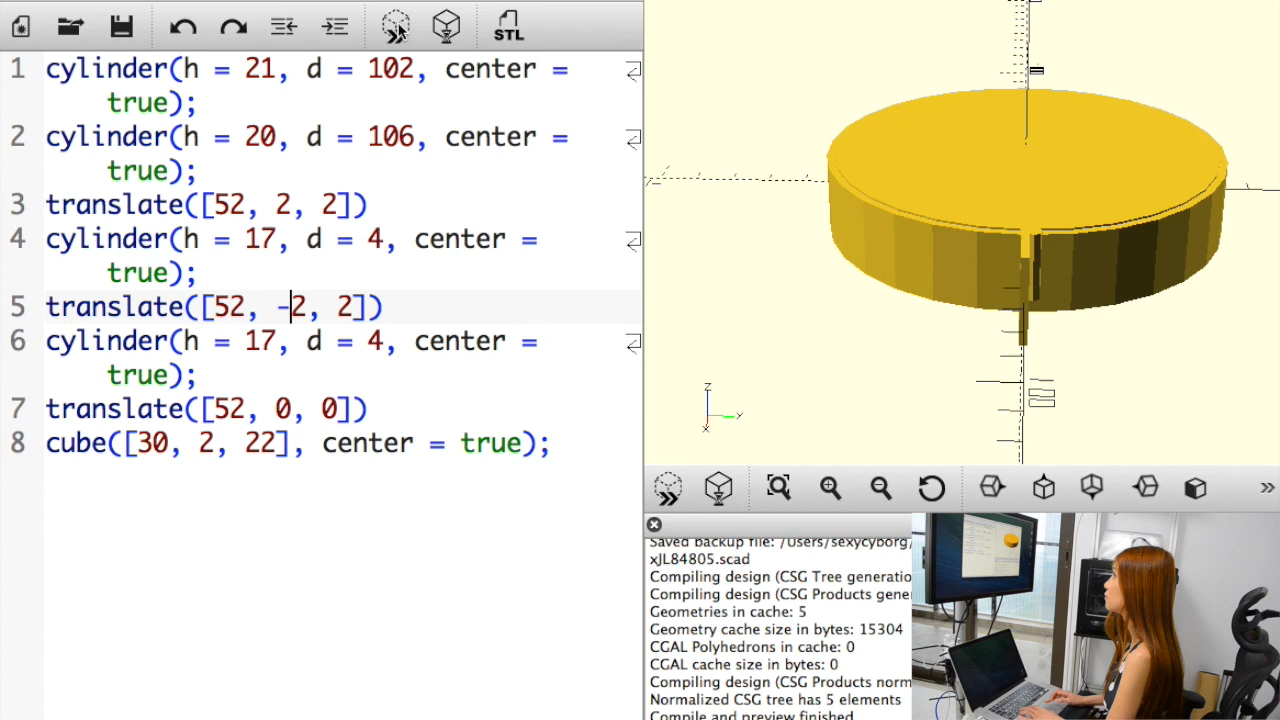 STL
1 cylinder(h = 21, d = 102, center =
true);
2 cylinder(h = 20, d = 106, center =
true);
3 translate([52, 2, 2])
4 cylinder(h = 17, d = 4, center =
true);
5 translate([52, -2, 2])
6 cylinder(h = 17, d = 4, center =
true);
7 translate([52, 0, 0])
8 cube([30, 2, 22], center = true);
Z
Y
X
»
Saved backup file: /Users/sexycyborg/
xJL84805.scad
Compiling design (CSG Tree generatio
Compiling design (CSG Products gene
Geometries in cache: 5
Geometry cache size in bytes: 15304
CGAL Polyhedrons in cache: 0
CGAL cache size in bytes: 0
Compiling design (CSG Products norm
Normalized CSG tree has 5 elements
Compile and preview finished